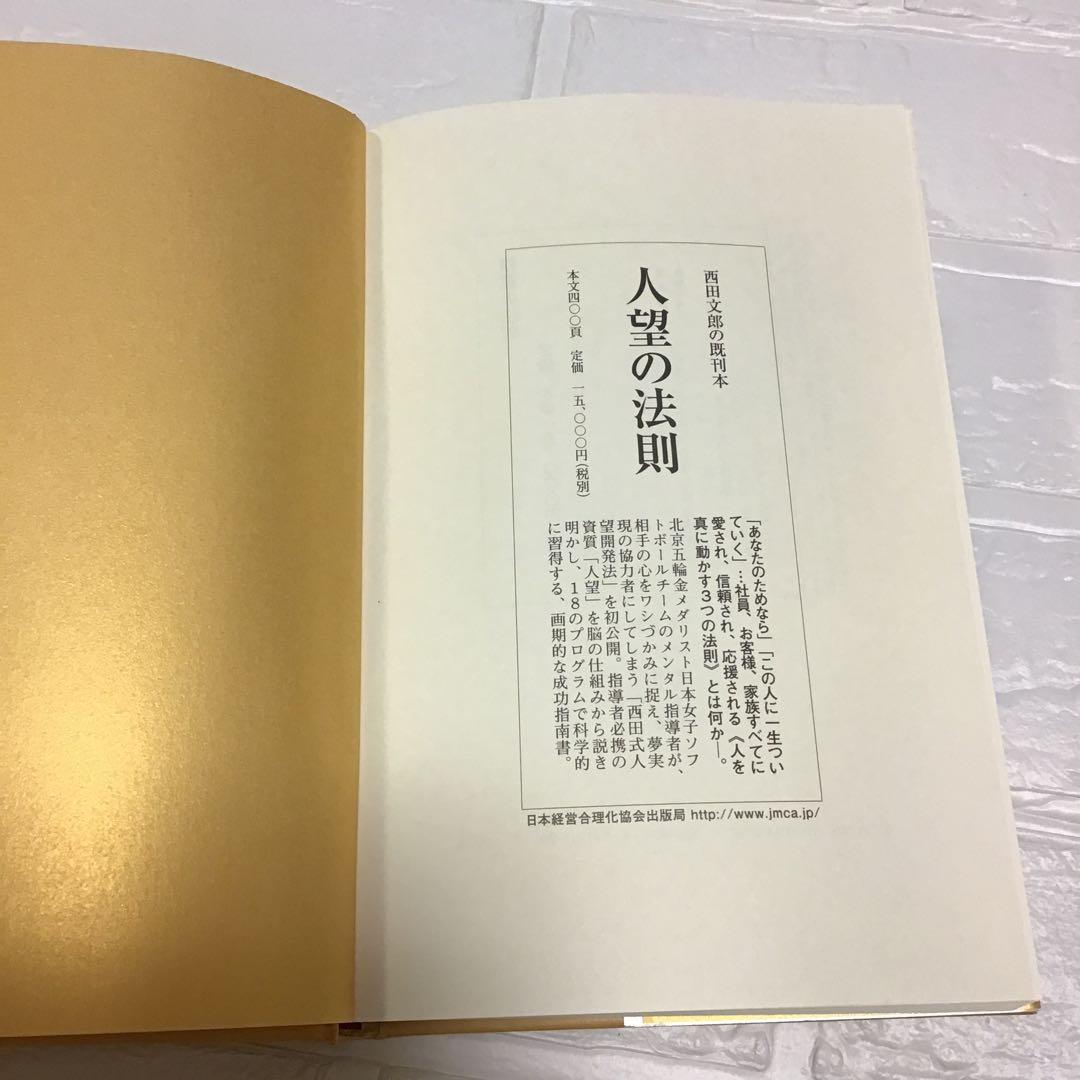 西田文郎の既刊本
人望の法則
本文四〇〇頁　定価　一五、〇〇〇円(税別)
「あなたのためなら」「この人に一生つい
ていく」…社員、お客様、家族すべてに
愛され、信頼され、応援される《人を
真に動かす3つの法則》とは何か―。
北京五輪金メダリスト日本女子ソフ
トボールチームのメンタル指導者が、
相手の心をワシづかみに捉え、夢実
現の協力者にしてしまう「西田式人
望開発法」を初公開。指導者必携の
資質「人望」を脳の仕組みから説き
明かし、18のプログラムで科学的
に習得する、画期的な成功指南書。
日本経営合理化協会出版局 http://www.jmca.jp/